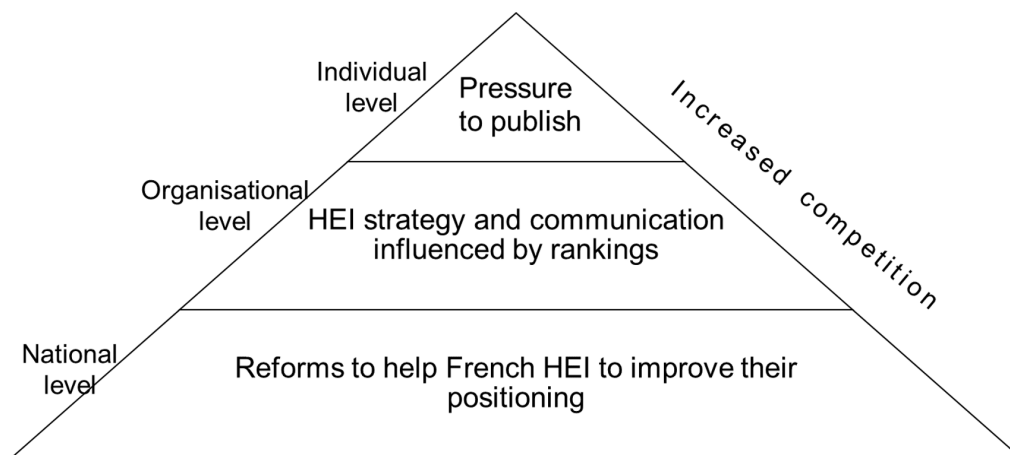 Individual
level
Pressure
to publish
Increased competition
Organisational
level
HEI strategy and communication
influenced by rankings
National
level
Reforms to help French HEI to improve their
positioning